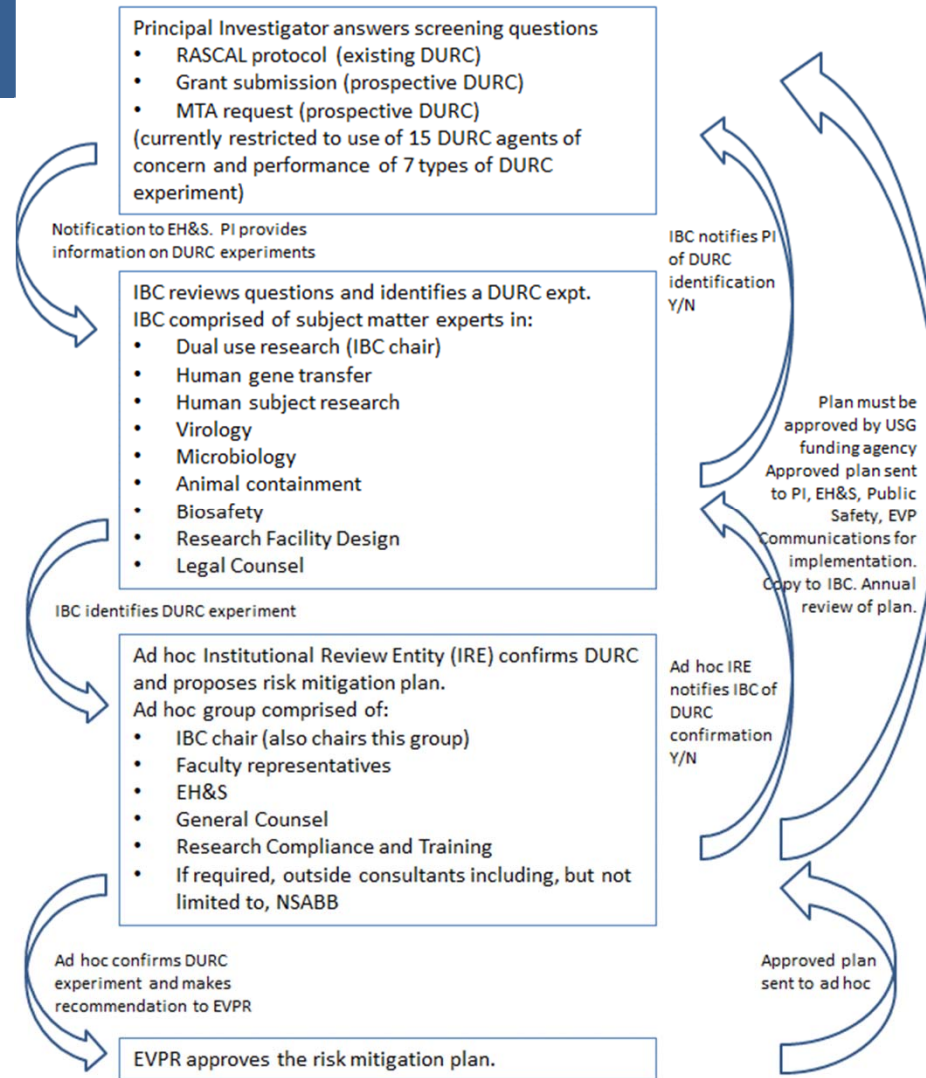 Principal Investigator answers screening questions
• RASCAL protocol (existing DURC)
• Grant submission (prospective DURC)
• MTA request (prospective DURC)
(currently restricted to use of 15 DURC agents of
concern and performance of 7 types of DURC
experiment)
Notification to EH&S. PI provides
information on DURC experiments
IBC notifies PI
of DURC
identification
Y/N
IBC reviews questions and identifies a DURC expt.
IBC comprised of subject matter experts in:
• Dual use research (IBC chair)
• Human gene transfer
• Human subject research
• Virology
• Microbiology
• Animal containment
• Biosafety
• Research Facility Design
• Legal Counsel
Plan must be
approved by USG
funding agency
Approved plan sent
to PI, EH&S, Public
Safety, EVP
Communications for
implementation.
Copy to IBC. Annual
review of plan.
IBC identifies DURC experiment
Ad hoc Institutional Review Entity (IRE) confirms DURC
and proposes risk mitigation plan.
Ad hoc group comprised of:
• IBC chair (also chairs this group)
• Faculty representatives
• EH&S
• General Counsel
• Research Compliance and Training
• If required, outside consultants including, but not
limited to, NSABB
Ad hoc IRE
notifies IBC of
DURC
confirmation
Y/N
Ad hoc confirms DURC
experiment and makes
recommendation to EVPR
Approved plan
sent to ad hoc
EVPR approves the risk mitigation plan.